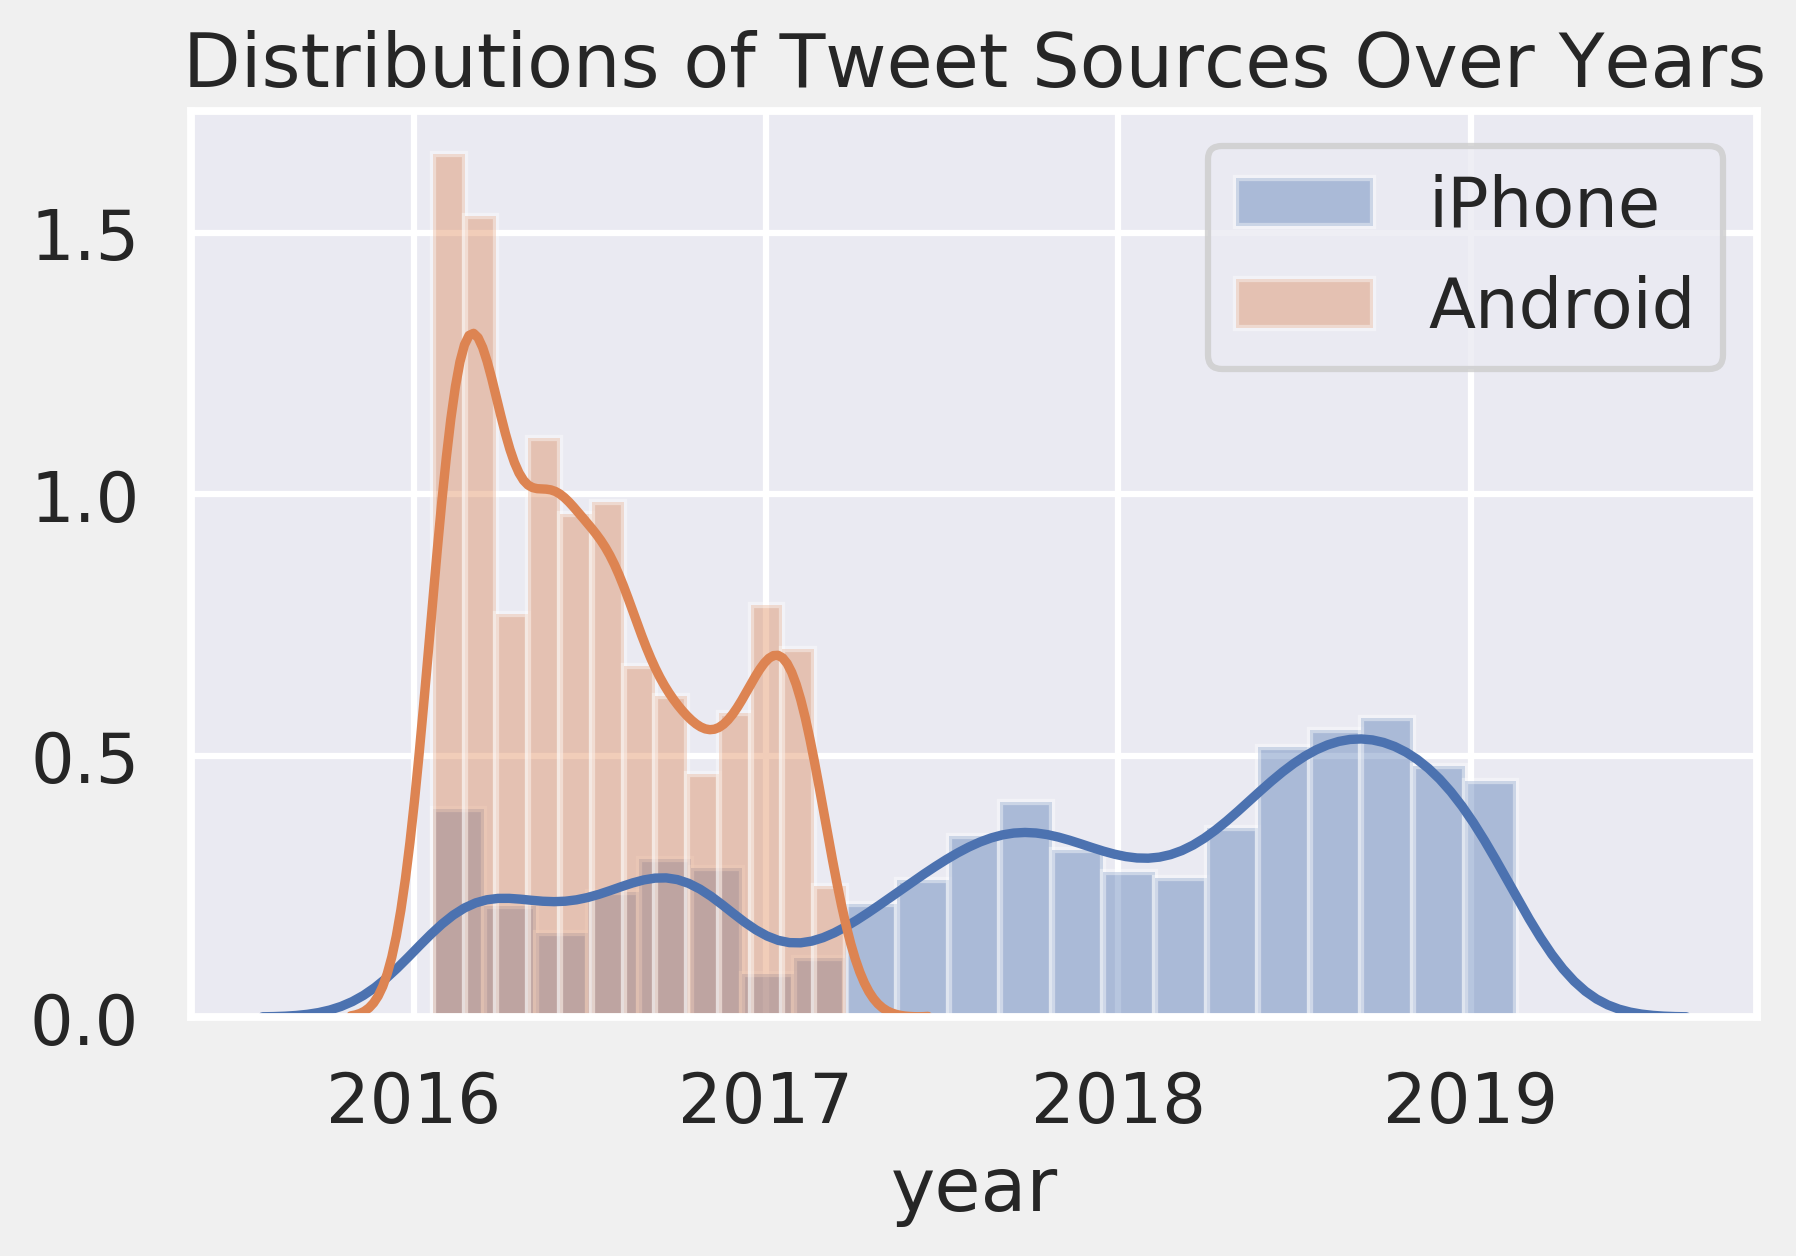 Distributions of Tweet Sources Over Years
iPhone
Android
1.5
1.0
0.5
0.0
2016 2017 2018 2019
year